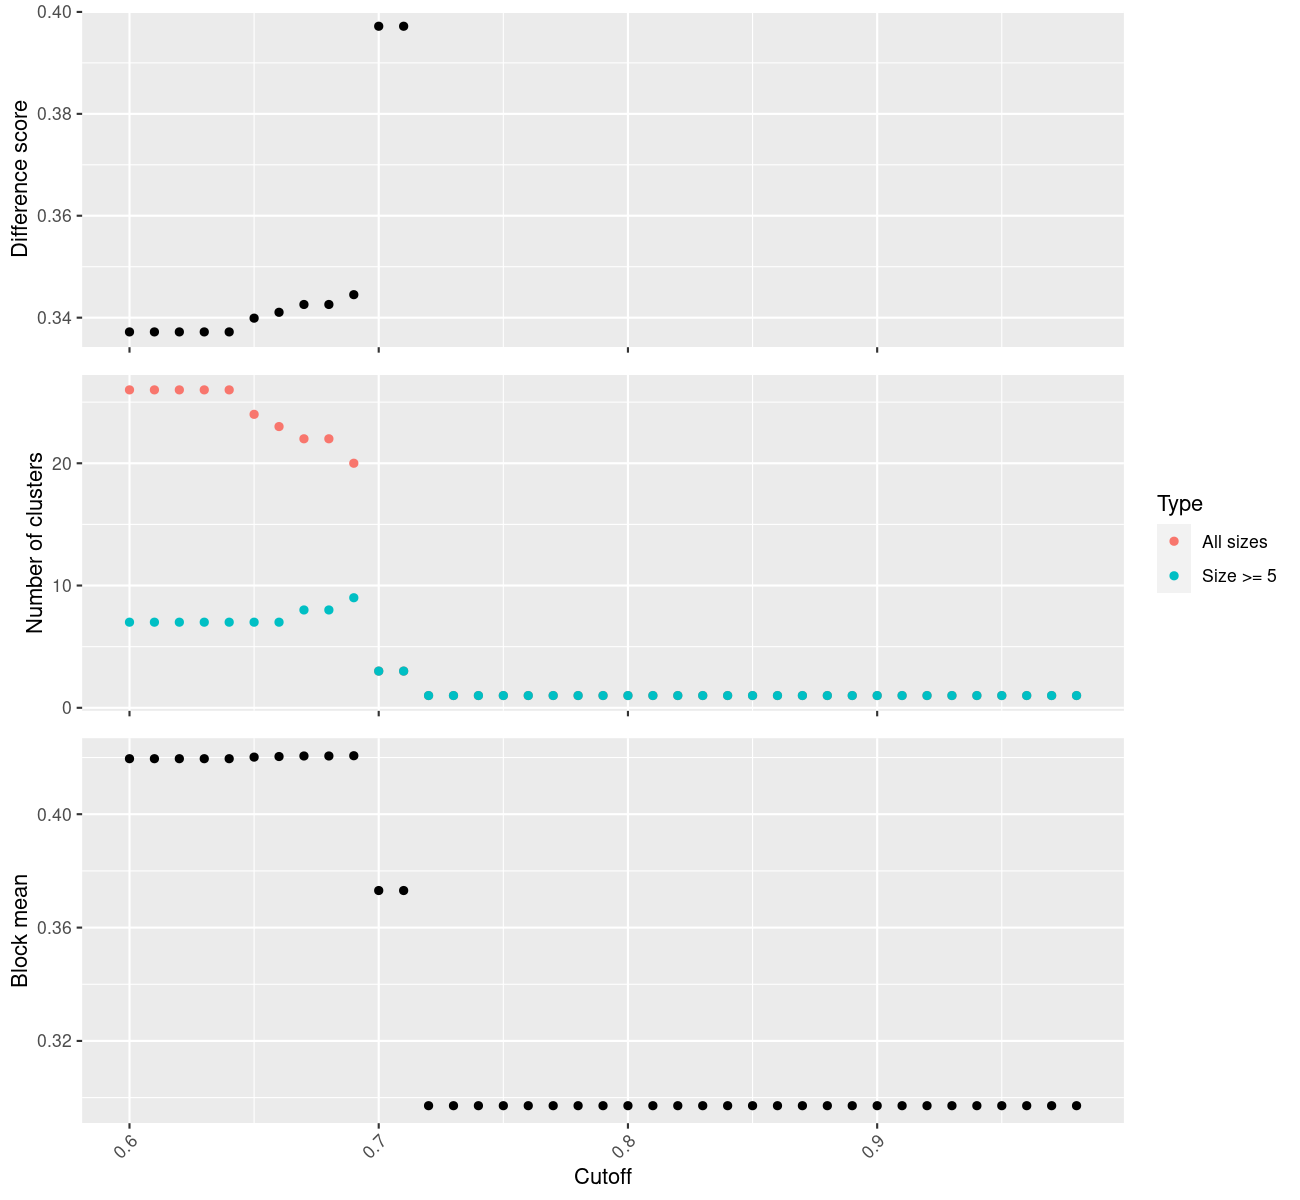 0.40
0.38
0.36
0.34
Difference score
20
10
0
Number of clusters
0.40
0.36
0.32
Block mean
0.6
0.7
0.8
0.9
Cutoff
Type
All sizes
Size >= 5